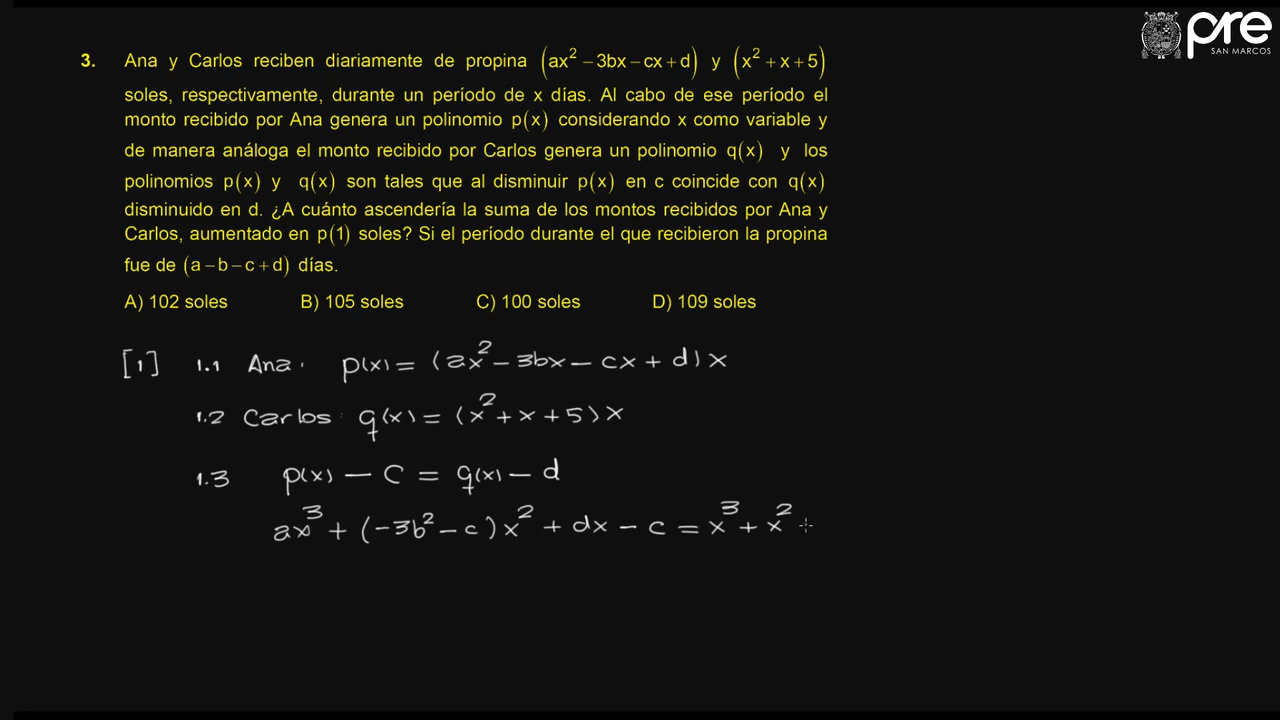 pre
SAN MARCOS
3. Ana y Carlos reciben diariamente de propina (ax² − 3bx − cx + d) y (x² + x + 5)
soles, respectivamente, durante un período de x días. Al cabo de ese período el
monto recibido por Ana genera un polinomio p(x) considerando x como variable y
de manera análoga el monto recibido por Carlos genera un polinomio q(x) y los
polinomios p(x) y q(x) son tales que al disminuir p(x) en c coincide con q(x)
disminuido en d. ¿A cuánto ascendería la suma de los montos recibidos por Ana y
Carlos, aumentado en p(1) soles? Si el período durante el que recibieron la propina
fue de (a − b − c + d) días.
A) 102 soles B) 105 soles C) 100 soles D) 109 soles
[1] 1.1 Ana: p(x) = (ax² − 3bx − cx + d) x
1.2 Carlos: q(x) = (x² + x + 5) x
1.3 p(x) − c = q(x) − d
ax³ + (−3b² − c) x² + dx − c = x³ + x² +